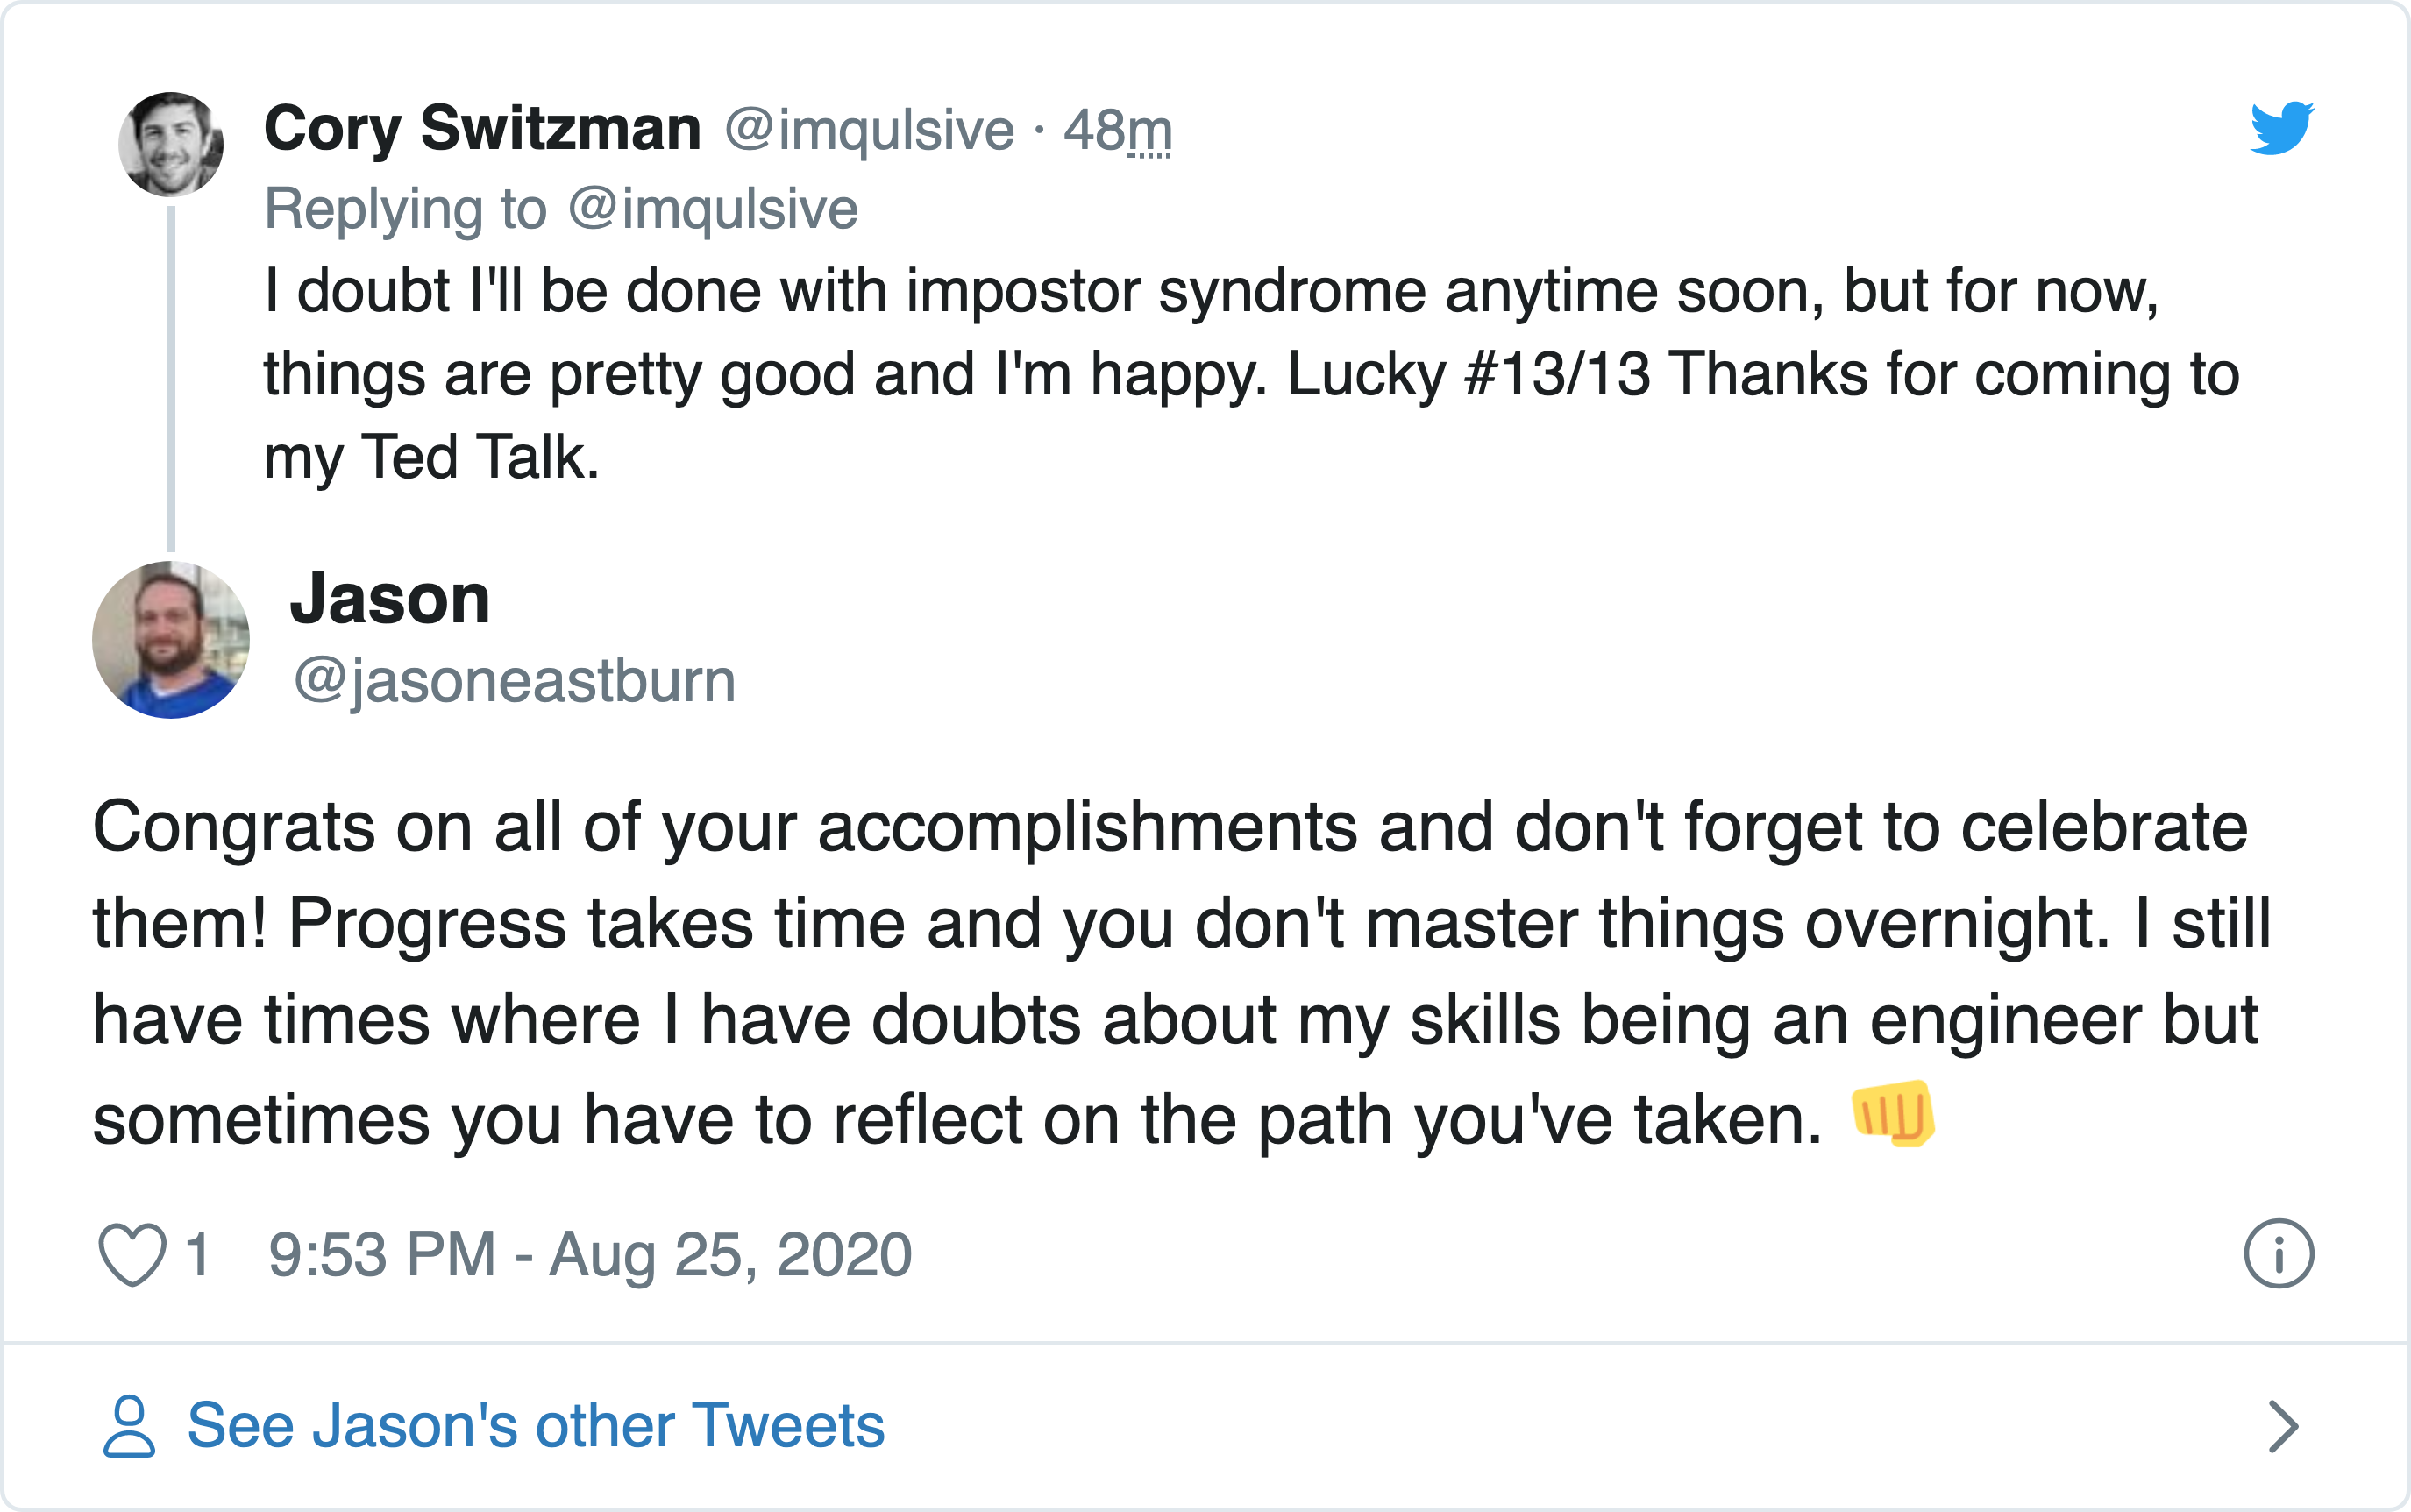 Cory Switzman @imqulsive · 48m
Replying to @imqulsive
I doubt I'll be done with impostor syndrome anytime soon, but for now,
things are pretty good and I'm happy. Lucky #13/13 Thanks for coming to
my Ted Talk.
Jason
@jasoneastburn
Congrats on all of your accomplishments and don't forget to celebrate
them! Progress takes time and you don't master things overnight. I still
have times where I have doubts about my skills being an engineer but
sometimes you have to reflect on the path you've taken. 👊
1 9:53 PM - Aug 25, 2020
See Jason's other Tweets